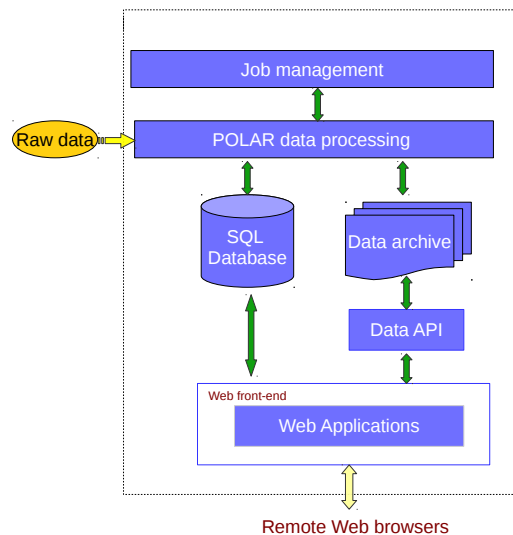 Job management
Raw data
POLAR data processing
SQL
Database
Data archive
Data API
Web front-end
Web Applications
Remote Web browsers